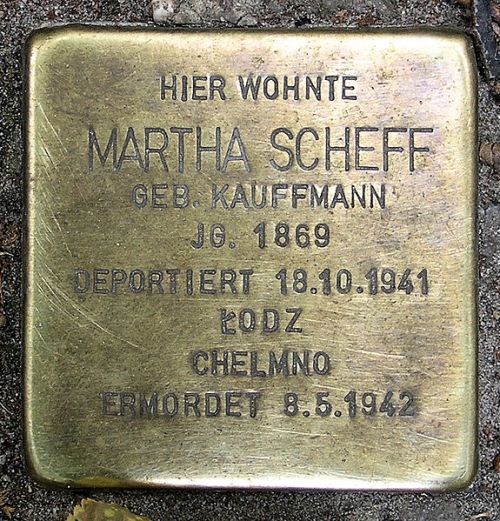 HIER WOHNTE
MARTHA SCHEFF
GEB. KAUFFMANN
JG. 1869
DEPORTIERT 18.10.1941
ŁODZ
CHELMNO
ERMORDET 8.5.1942